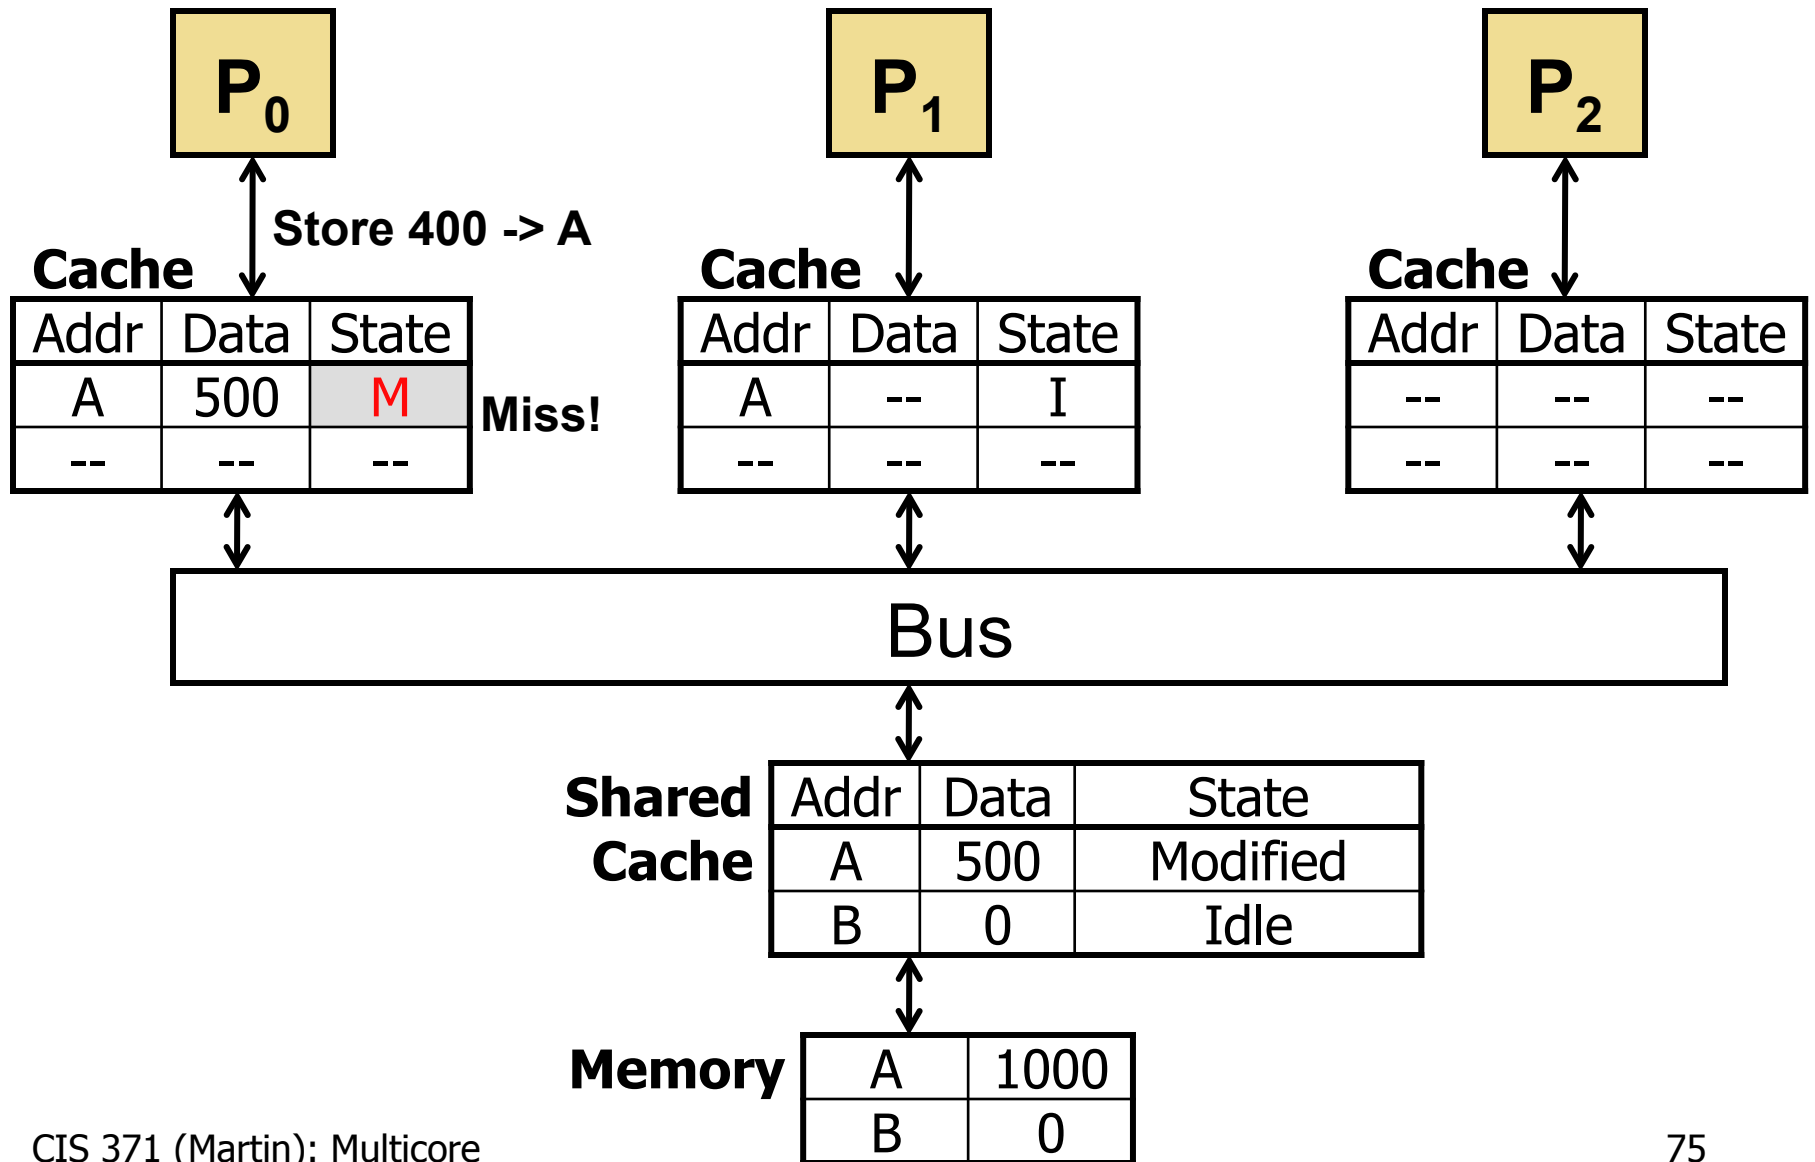 P0 P1 P2
Store 400 -> A
Cache Cache Cache
Addr Data State Addr Data State Addr Data State
A 500 M Miss! A -- I -- -- --
-- -- -- -- -- -- -- -- --
Bus
Shared Addr Data State
Cache A 500 Modified
B 0 Idle
Memory A 1000
B 0
CIS 371 (Martin): Multicore 75